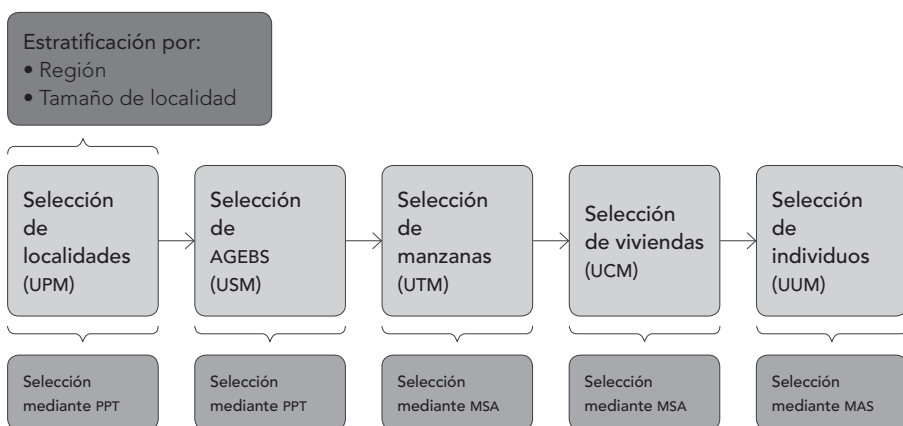 Estratificación por:
• Región
• Tamaño de localidad
Selección
de
localidades
(UPM)
Selección
de
AGEBS
(USM)
Selección
de
manzanas
(UTM)
Selección
de viviendas
(UCM)
Selección
de
individuos
(UUM)
Selección
mediante PPT
Selección
mediante PPT
Selección
mediante MSA
Selección
mediante MSA
Selección
mediante MAS